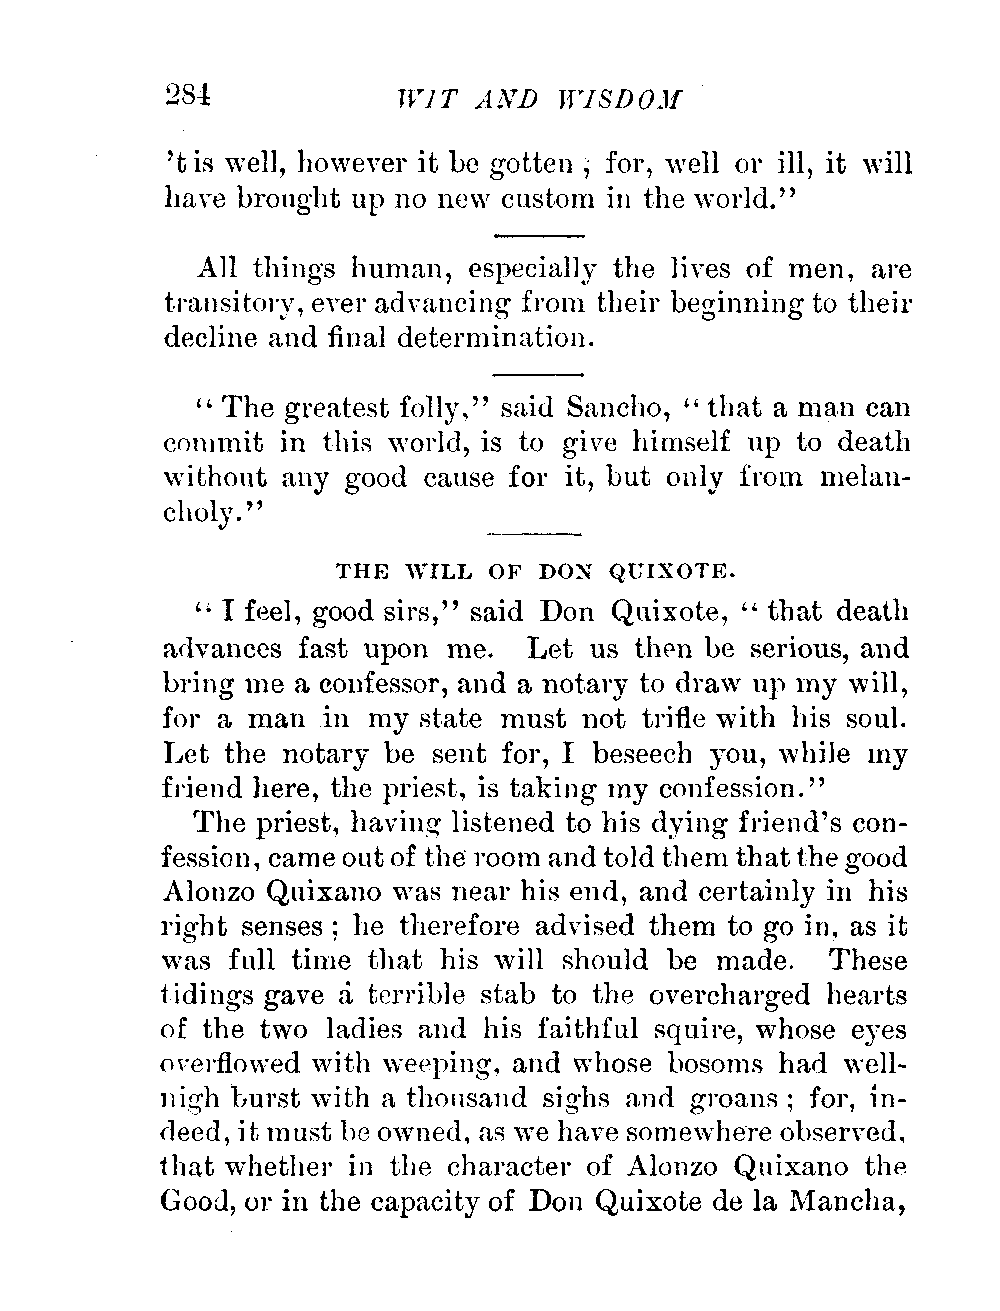 284 WIT AND WISDOM
't is well, however it be gotten; for, well or ill, it will
have brought up no new custom in the world."
All things human, especially the lives of men, are
transitory, ever advancing from their beginning to their
decline and final determination.
"The greatest folly," said Sancho, "that a man can
commit in this world, is to give himself up to death
without any good cause for it, but only from melan-
choly."
THE WILL OF DON QUIXOTE.
"I feel, good sirs," said Don Quixote, "that death
advances fast upon me. Let us then be serious, and
bring me a confessor, and a notary to draw up my will,
for a man in my state must not trifle with his soul.
Let the notary be sent for, I beseech you, while my
friend here, the priest, is taking my confession."
The priest, having listened to his dying friend's con-
fession, came out of the room and told them that the good
Alonzo Quixano was near his end, and certainly in his
right senses; he therefore advised them to go in, as it
was full time that his will should be made. These
tidings gave a terrible stab to the overcharged hearts
of the two ladies and his faithful squire, whose eyes
overflowed with weeping, and whose bosoms had well-
nigh burst with a thousand sighs and groans; for, in-
deed, it must be owned, as we have somewhere observed,
that whether in the character of Alonzo Quixano the
Good, or in the capacity of Don Quixote de la Mancha,